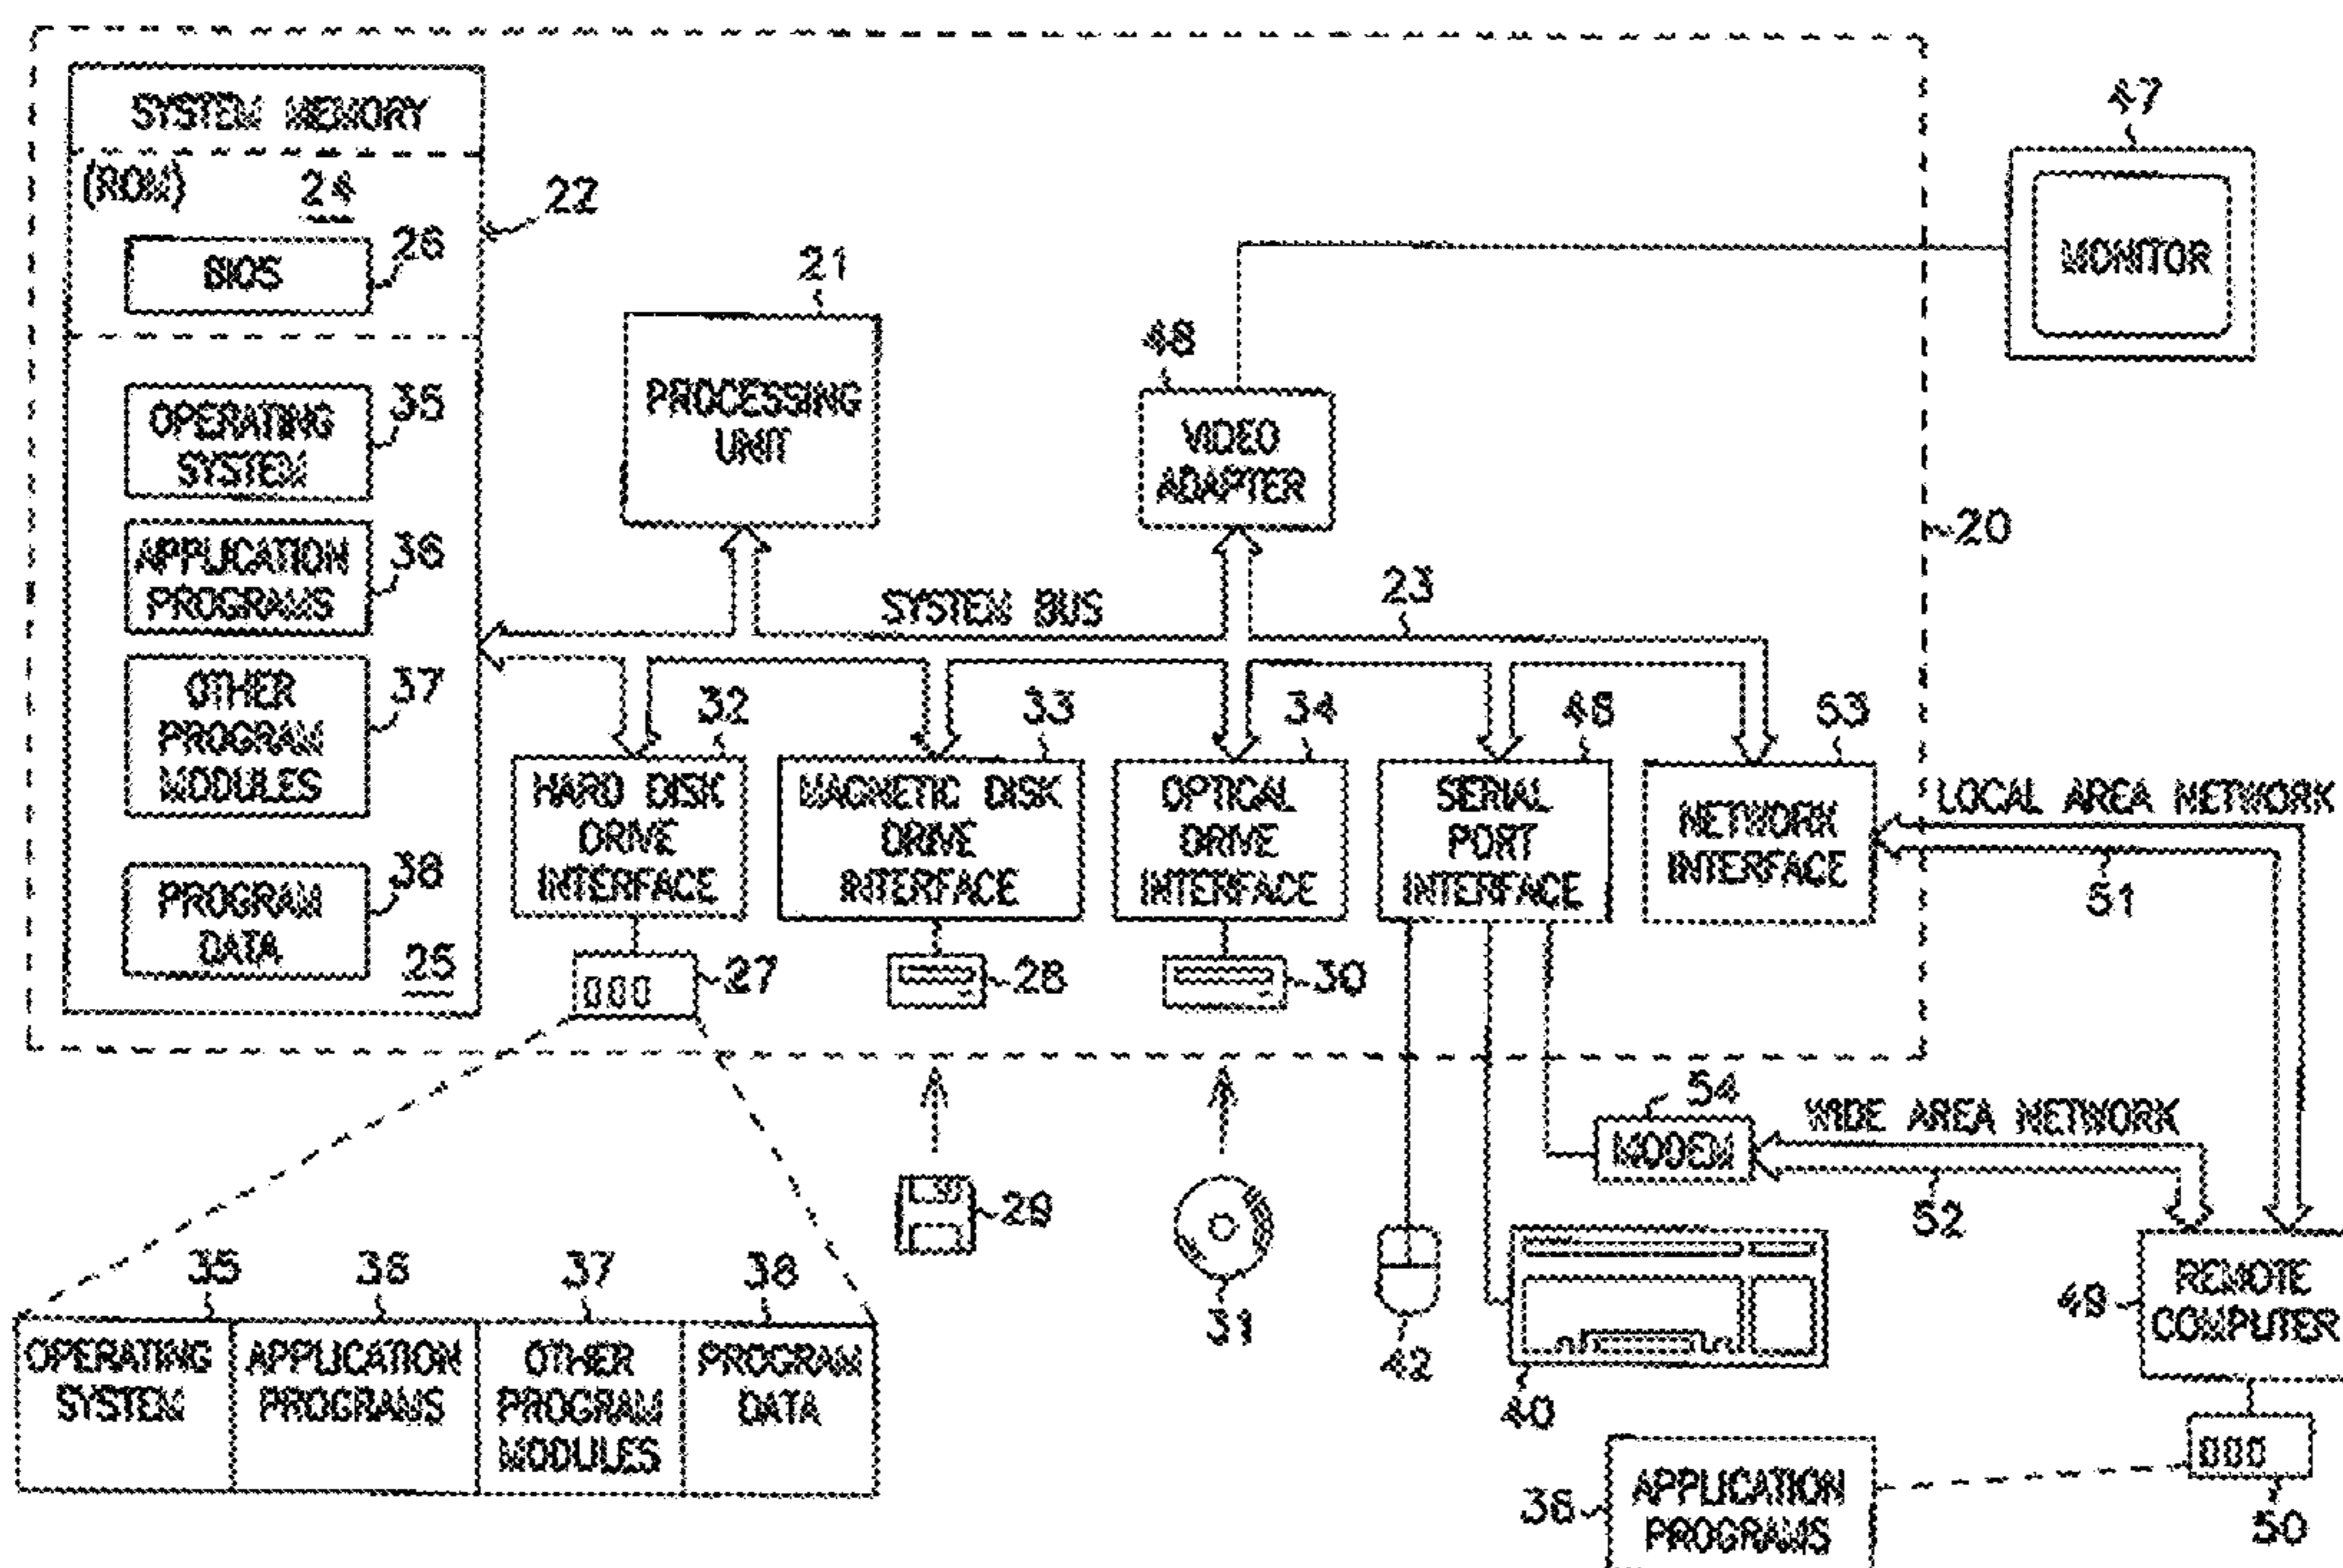 SYSTEM MEMORY
(ROM) 24
22
BIOS
26
OPERATING
SYSTEM
35
APPLICATION
PROGRAMS
36
OTHER
PROGRAM
MODULES
37
PROGRAM
DATA
38
25
21
PROCESSING
UNIT
48
VIDEO
ADAPTER
47
MONITOR
20
SYSTEM BUS
23
32
HARD DISK
DRIVE
INTERFACE
33
MAGNETIC DISK
DRIVE
INTERFACE
34
OPTICAL
DRIVE
INTERFACE
SERIAL
PORT
INTERFACE
53
NETWORK
INTERFACE
LOCAL AREA NETWORK
51
27
28
30
54
MODEM
WIDE AREA NETWORK
52
29
31
42
40
49
REMOTE
COMPUTER
50
35
OPERATING
SYSTEM
36
APPLICATION
PROGRAMS
37
OTHER
PROGRAM
MODULES
38
PROGRAM
DATA
36
APPLICATION
PROGRAMS